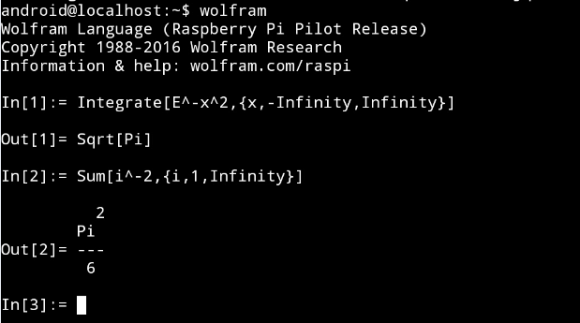 android@localhost:~$ wolfram
Wolfram Language (Raspberry Pi Pilot Release)
Copyright 1988-2016 Wolfram Research
Information & help: wolfram.com/raspi
In[1]:= Integrate[E^-x^2,{x,-Infinity,Infinity}]
Out[1]= Sqrt[Pi]
In[2]:= Sum[i^-2,{i,1,Infinity}]
2
Pi
Out[2]= ---
6
In[3]:=